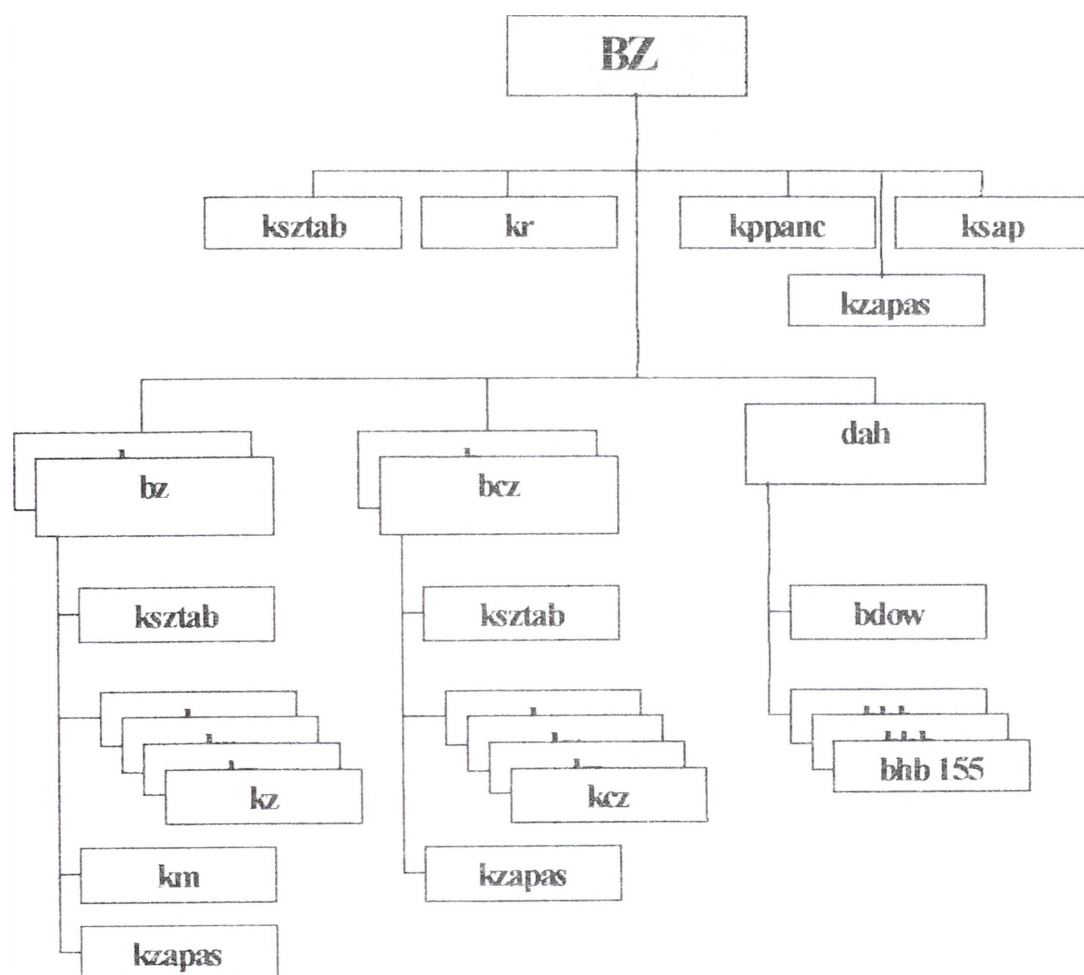 BZ
ksztab
kr
kppanc
ksap
kzapas
bz
bcz
dah
ksztab
ksztab
bdow
kz
kcz
bhb 155
km
kzapas
kzapas